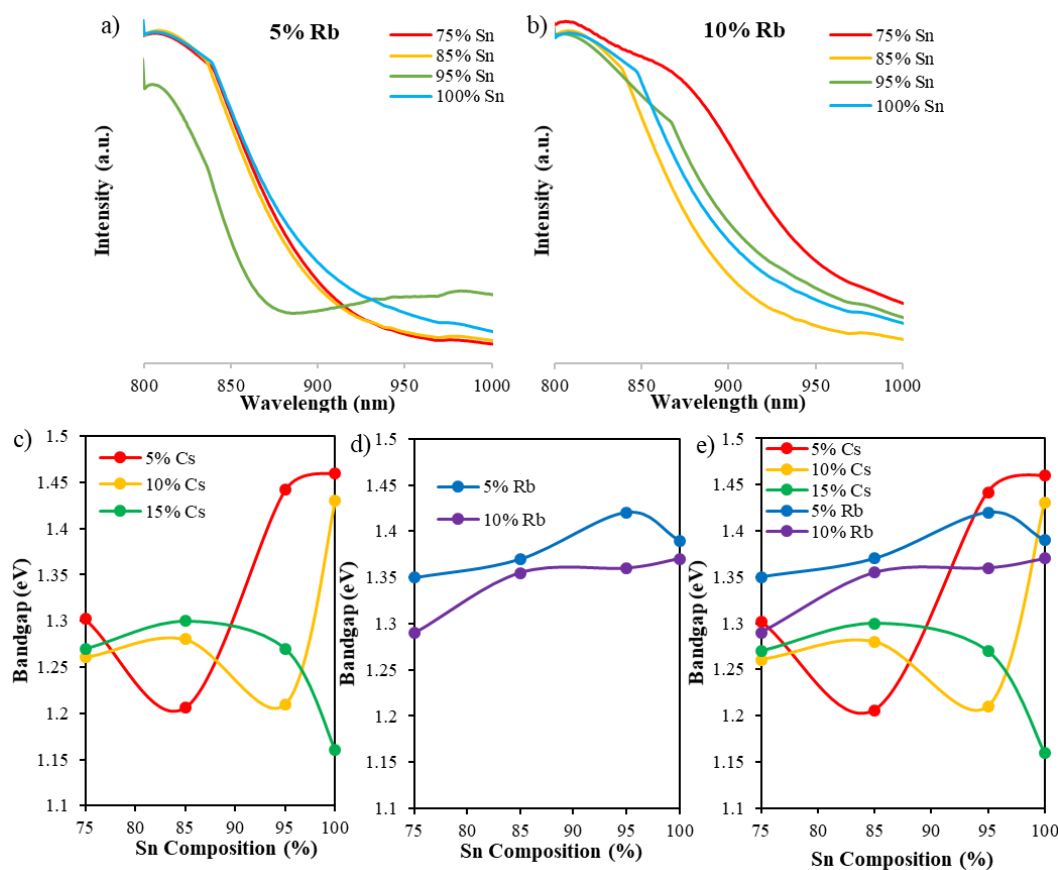 a)
5% Rb
75% Sn
85% Sn
95% Sn
100% Sn
Intensity (a.u.)
800
850
900
950
1000
Wavelength (nm)
b)
10% Rb
75% Sn
85% Sn
95% Sn
100% Sn
Intensity (a.u.)
800
850
900
950
1000
Wavelength (nm)
c)
5% Cs
10% Cs
15% Cs
Bandgap (eV)
1.5
1.45
1.4
1.35
1.3
1.25
1.2
1.15
1.1
75
80
85
90
95
100
Sn Composition (%)
d)
5% Rb
10% Rb
Bandgap (eV)
1.5
1.45
1.4
1.35
1.3
1.25
1.2
1.15
1.1
75
80
85
90
95
100
Sn Composition (%)
e)
5% Cs
10% Cs
15% Cs
5% Rb
10% Rb
Bandgap (eV)
1.5
1.45
1.4
1.35
1.3
1.25
1.2
1.15
1.1
75
80
85
90
95
100
Sn Composition (%)